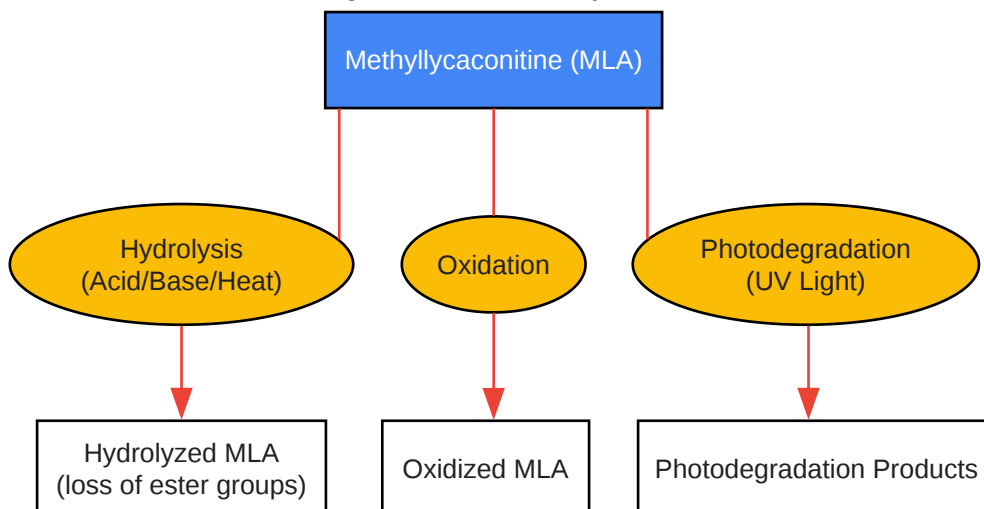 Methyllycaconitine (MLA)
Hydrolysis
(Acid/Base/Heat)
Oxidation
Photodegradation
(UV Light)
Hydrolyzed MLA
(loss of ester groups)
Oxidized MLA
Photodegradation Products